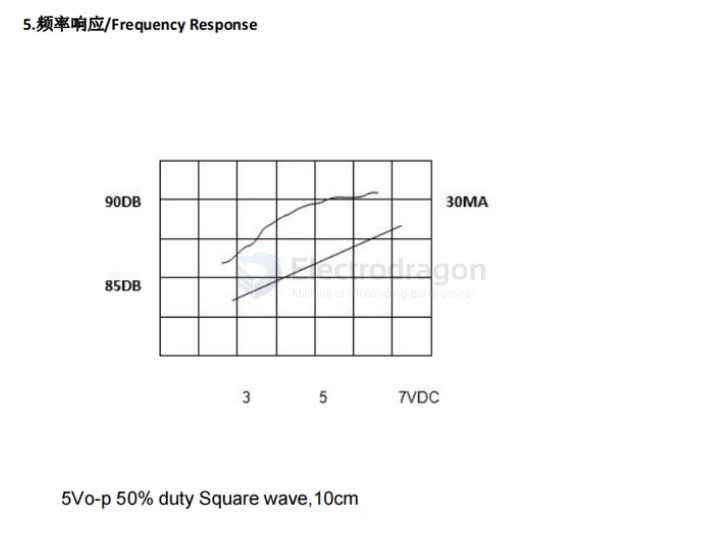 5.频率响应/Frequency Response
90DB
30MA
Electrodragon
85DB
Millions of Prototyping parts online!
3 5 7VDC
5Vo-p 50% duty Square wave,10cm